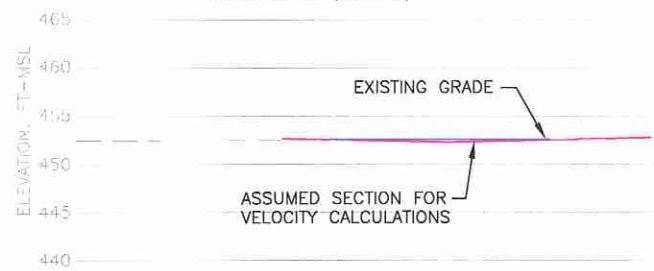 465
460
EXISTING GRADE
455
450
ASSUMED SECTION FOR
VELOCITY CALCULATIONS
445
440
ELEVATION, FT-MSL